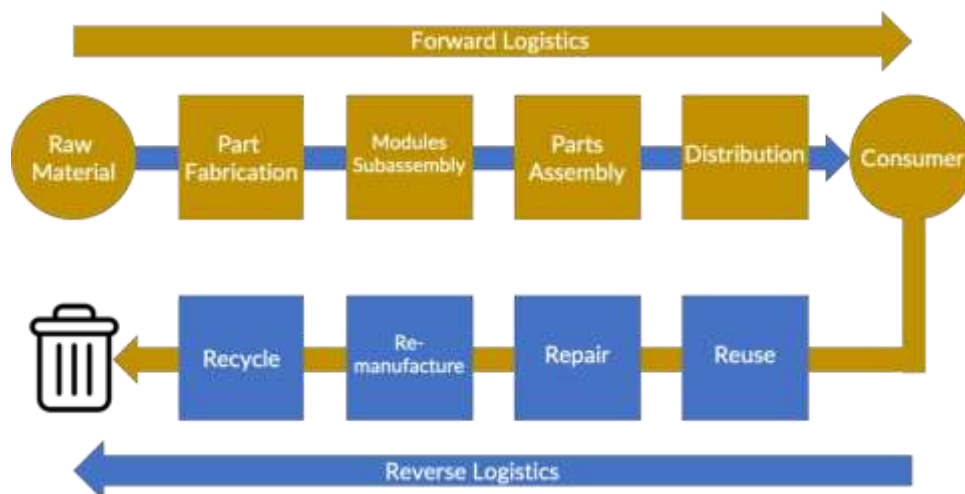 Forward Logistics
Raw
Material
Part
Fabrication
Modules
Subassembly
Parts
Assembly
Distribution
Consumer
Recycle
Re-
manufacture
Repair
Reuse
Reverse Logistics